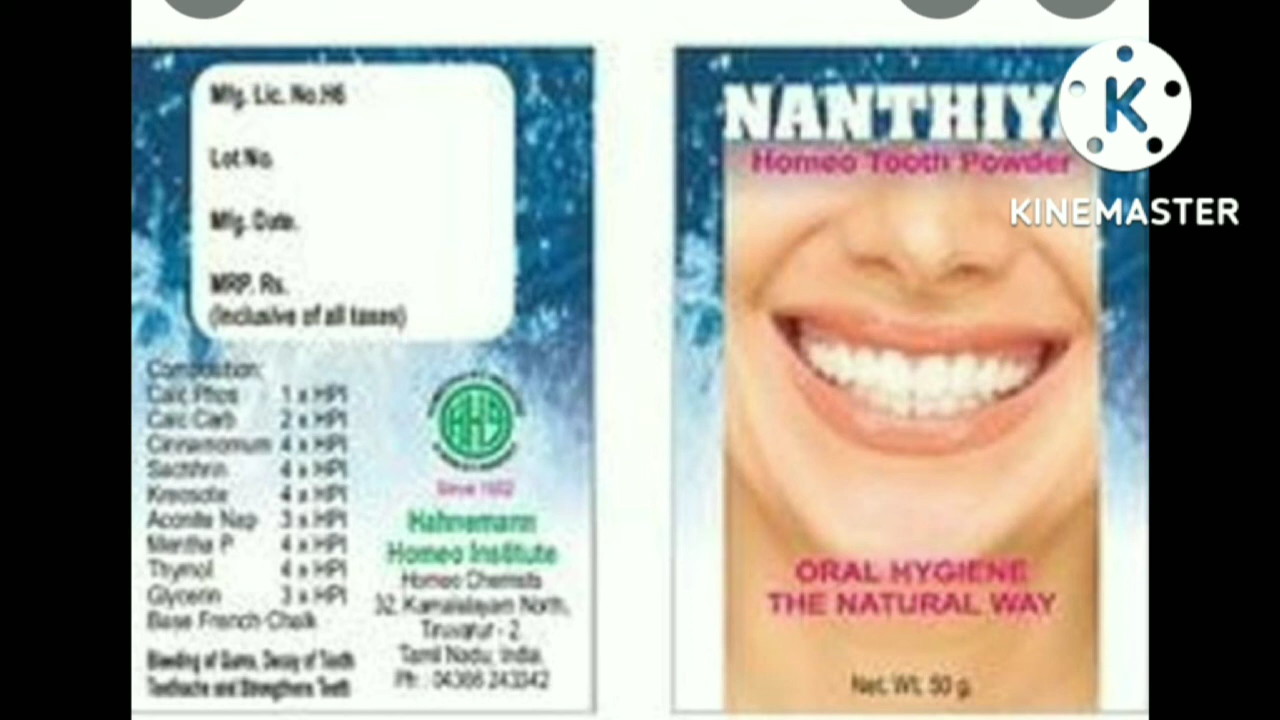 Mfg. Lic. No.H6
Lot No.
Mfg. Date.
MRP. Rs.
(Inclusive of all taxes)
Composition:
Calc Phos 1 x HPI
Calc Carb 2 x HPI
Cinnamomum 4 x HPI
4 x HPI
Kreosote 4 x HPI
Aconite Nap 3 x HPI
Mentha P 4 x HPI
Thymol 4 x HPI
Glycerin 3 x HPI
Base French Chalk
Bleeding of Gums, Decay of Tooth
Toothache and Strengthens Teeth
Since
Hahnemann
Homeo Institute
Homeo Chemists
32, Kamalalayam North,
Tiruvarur - 2.
Tamil Nadu, India.
Ph : 04366 243342
NANTHIY
Homeo Tooth Powder
ORAL HYGIENE
THE NATURAL WAY
Net. Wt. 50 g.
K
KINEMASTER